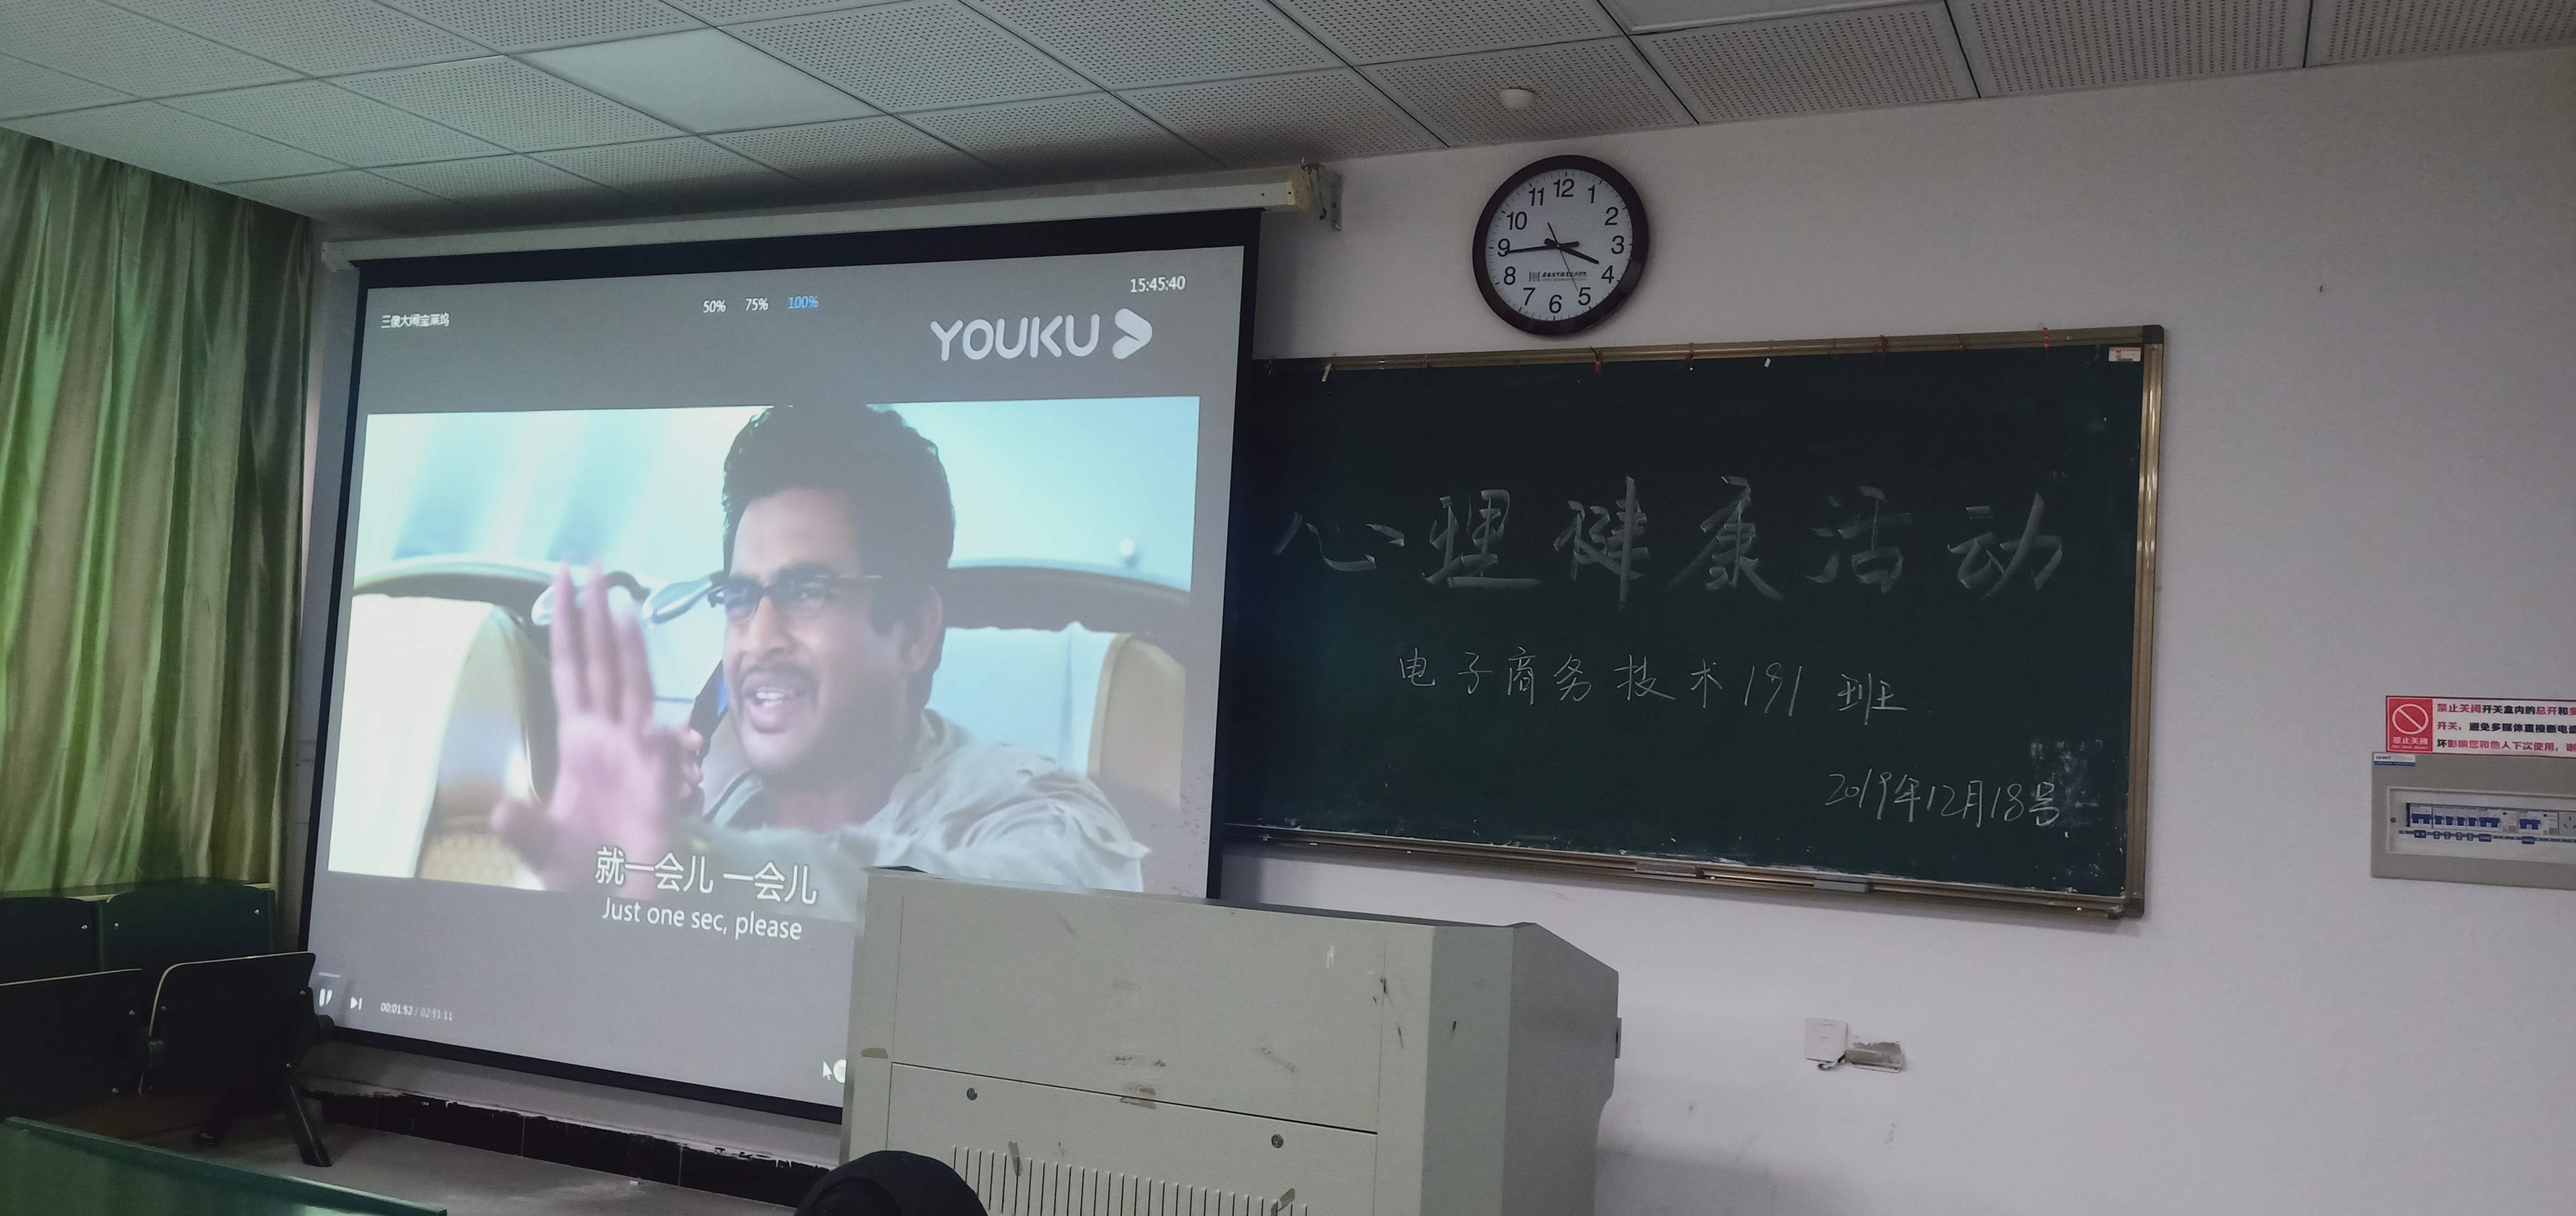 三傻大闹宝莱坞
50% 75% 100%
15:45:40
YOUKU
就一会儿 一会儿
Just one sec, please
00:01:52 / 02:51:11
11 12 1
10 2
9 3
8 4
7 6 5
心理健康活动
电子商务技术191班
2019年12月18号
禁止关闭开关盒内的总开和多
开关,避免多媒体直接断电造
坏影响您和他人下次使用,谢
禁止关闭